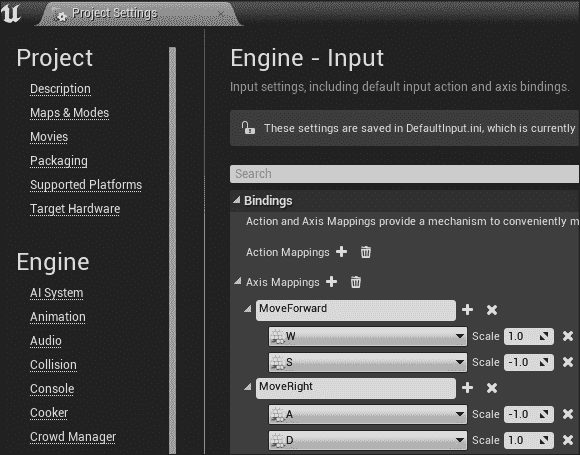 Project Settings
Project
Description
Maps & Modes
Movies
Packaging
Supported Platforms
Target Hardware
Engine
AI System
Animation
Audio
Collision
Console
Cooker
Crowd Manager
Engine - Input
Input settings, including default input action and axis bindings.
These settings are saved in DefaultInput.ini, which is currently
Search
Bindings
Action and Axis Mappings provide a mechanism to conveniently m
Action Mappings
Axis Mappings
MoveForward
W Scale 1.0
S Scale -1.0
MoveRight
A Scale -1.0
D Scale 1.0